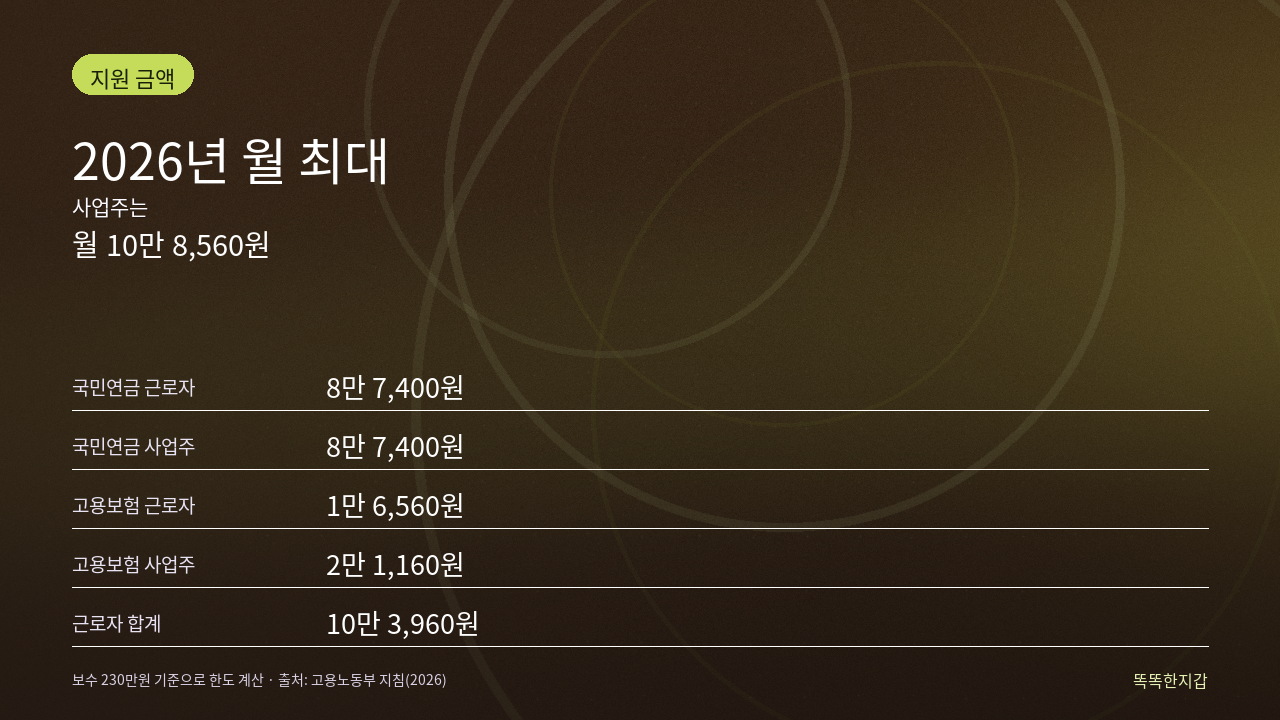 지원 금액
2026년 월 최대
사업주는
월 10만 8,560원
국민연금 근로자 8만 7,400원
국민연금 사업주 8만 7,400원
고용보험 근로자 1만 6,560원
고용보험 사업주 2만 1,160원
근로자 합계 10만 3,960원
보수 230만원 기준으로 한도 계산 · 출처: 고용노동부 지침(2026)
똑똑한지갑